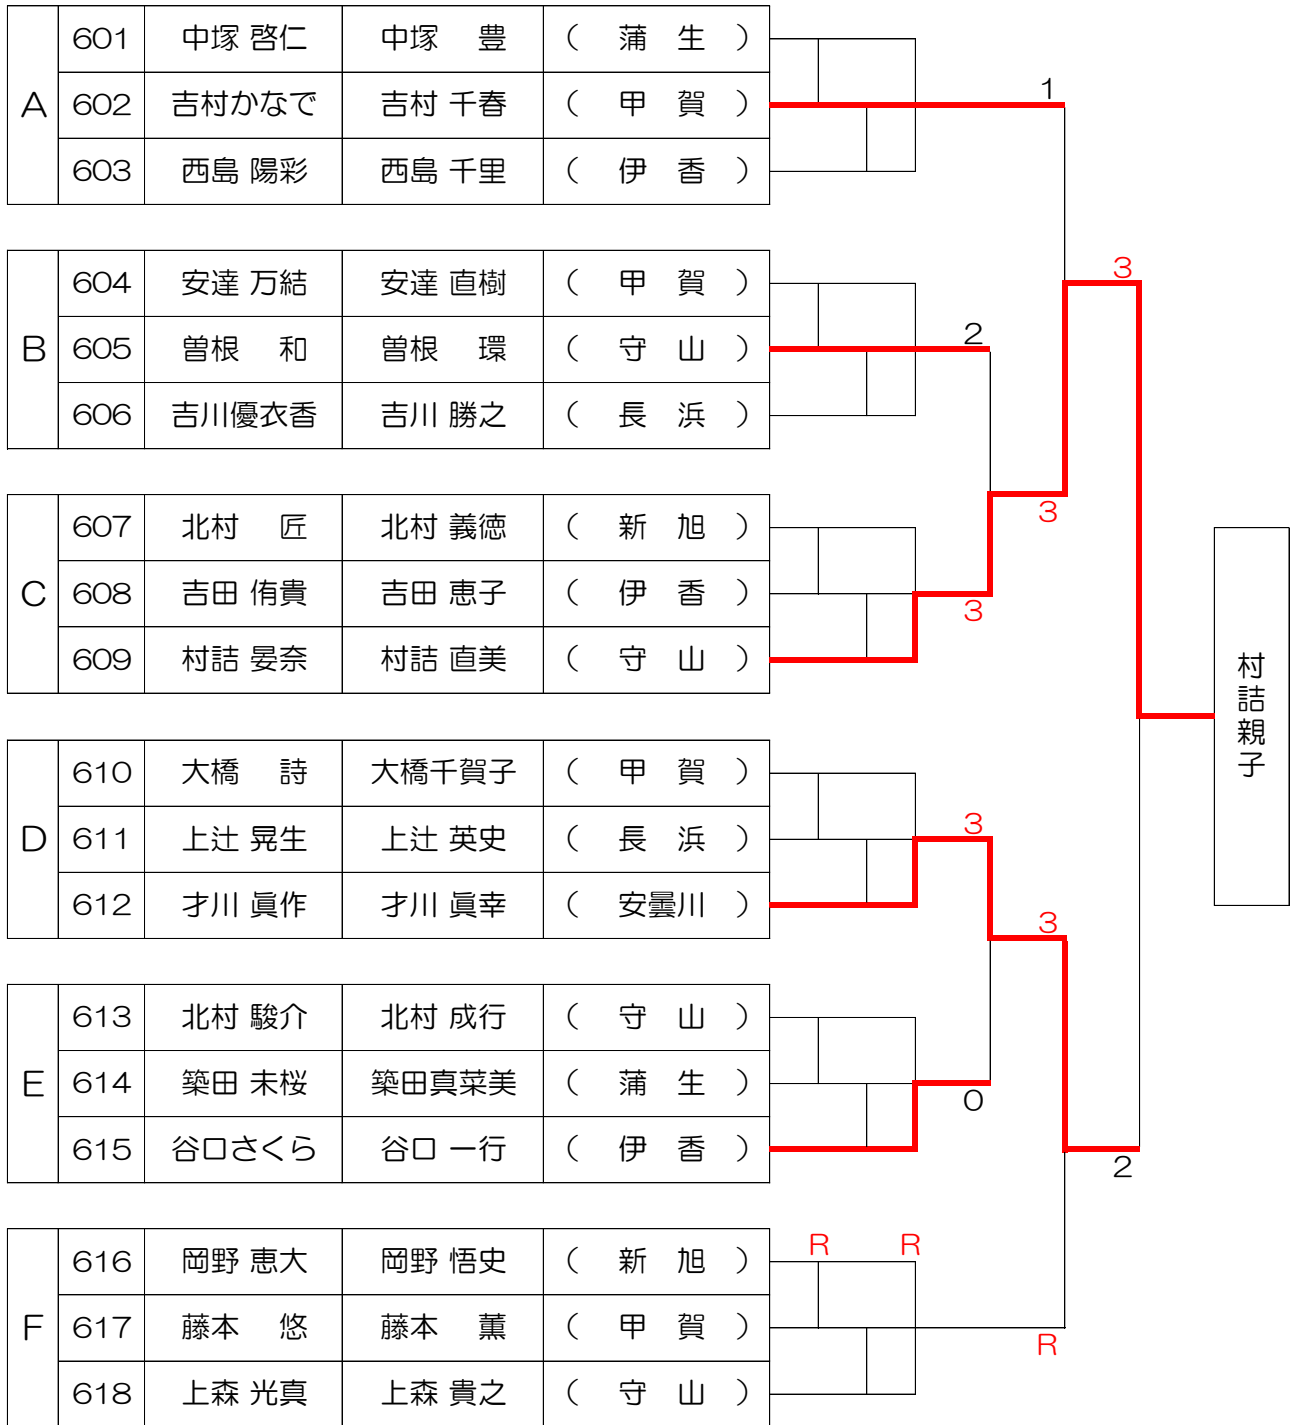 601 中塚 啓仁 中塚 豊 ( 蒲 生 )
A 602 吉村かなで 吉村 千春 ( 甲 賀 ) 1
603 西島 陽彩 西島 千里 ( 伊 香 )
3
604 安達 万結 安達 直樹 ( 甲 賀 )
B 605 曽根 和 曽根 環 ( 守 山 ) 2
606 吉川優衣香 吉川 勝之 ( 長 浜 )
607 北村 匠 北村 義徳 ( 新 旭 ) 3
C 608 吉田 侑貴 吉田 恵子 ( 伊 香 ) 3
609 村詰 晏奈 村詰 直美 ( 守 山 )
村詰親子
610 大橋 詩 大橋千賀子 ( 甲 賀 )
D 611 上辻 晃生 上辻 英史 ( 長 浜 ) 3
612 才川 眞作 才川 眞幸 ( 安曇川 ) 3
613 北村 駿介 北村 成行 ( 守 山 )
E 614 築田 未桜 築田真菜美 ( 蒲 生 ) 0
615 谷口さくら 谷口 一行 ( 伊 香 ) 2
616 岡野 恵大 岡野 悟史 ( 新 旭 ) R R
F 617 藤本 悠 藤本 薫 ( 甲 賀 ) R
618 上森 光真 上森 貴之 ( 守 山 )